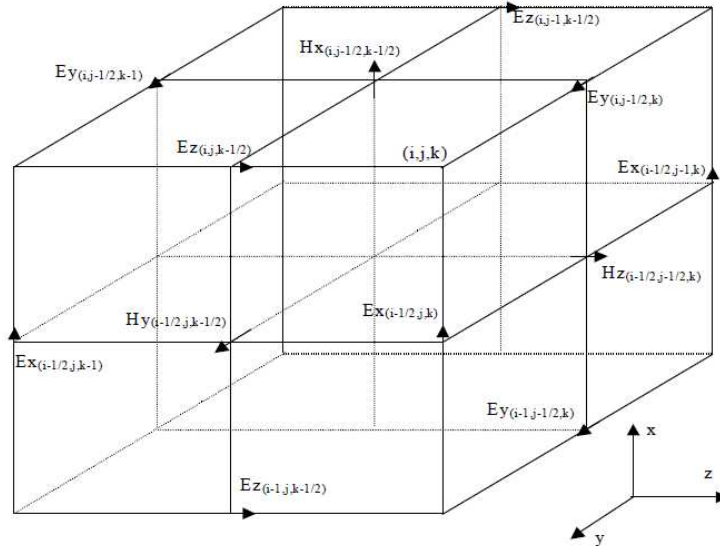 Ez(i,j-1,k-1/2)
Hx(i,j-1/2,k-1/2)
Ey(i,j-1/2,k-1)
Ey(i,j-1/2,k)
Ez(i,j,k-1/2)
(i,j,k)
Ex(i-1/2,j-1,k)
Hz(i-1/2,j-1/2,k)
Hy(i-1/2,j,k-1/2)
Ex(i-1/2,j,k)
Ex(i-1/2,j,k-1)
Ey(i-1,j-1/2,k)
x
Ez(i-1,j,k-1/2)
z
y